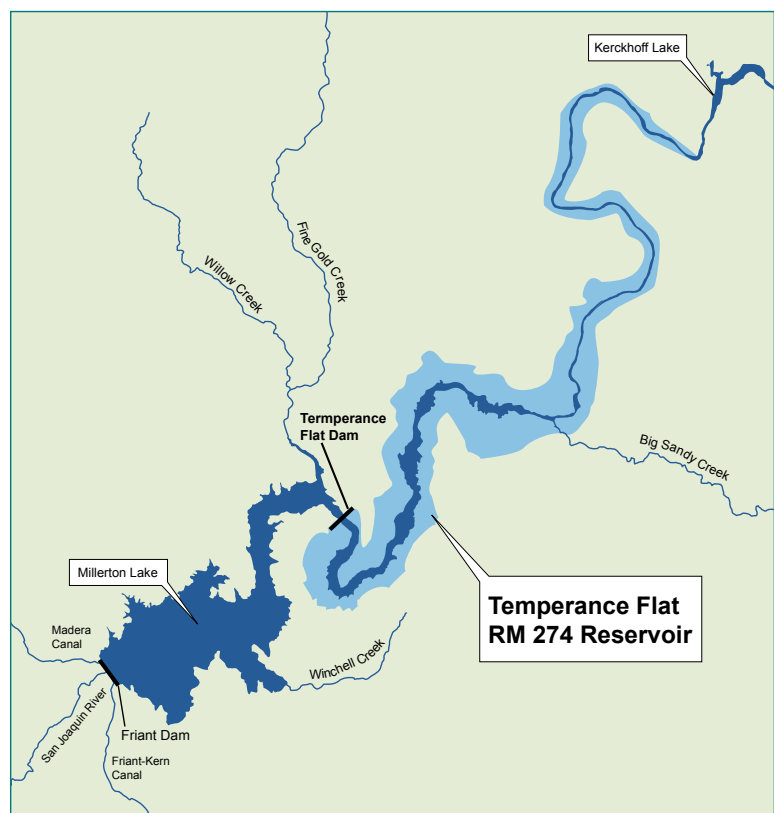 Kerckhoff Lake
Fine Gold Creek
Willow Creek
Termperance
Flat Dam
Big Sandy Creek
Millerton Lake
Temperance Flat
RM 274 Reservoir
Madera
Canal
Winchell Creek
San Joaquin River
Friant Dam
Friant-Kern
Canal